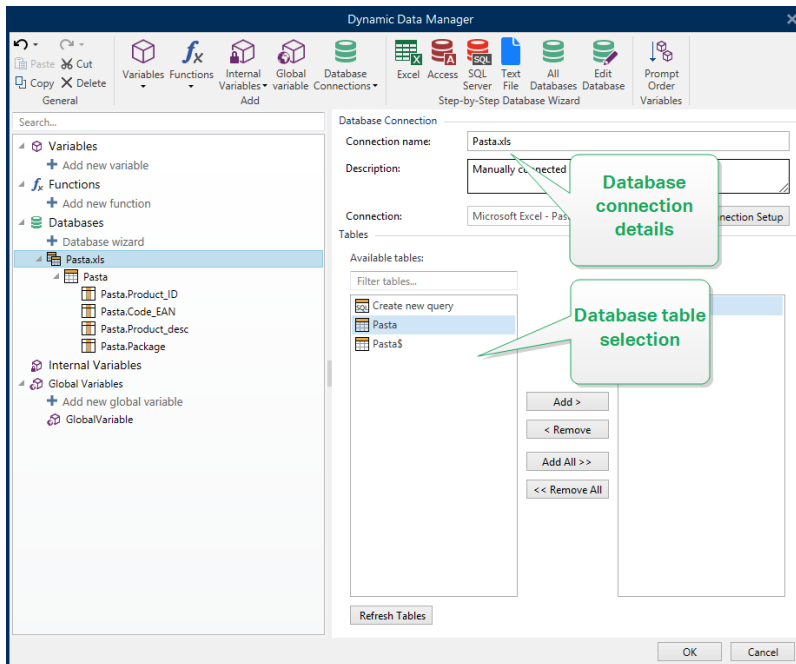 Dynamic Data Manager
Paste Cut
Copy Delete
General
Variables Functions Internal Variables Global variable Database Connections
Add
Excel Access SQL Server Text File All Databases Edit Database
Step-by-Step Database Wizard
Prompt Order
Variables
Search...
Variables
Add new variable
Functions
Add new function
Databases
Database wizard
Pasta.xls
Pasta
Pasta.Product_ID
Pasta.Code_EAN
Pasta.Product_desc
Pasta.Package
Internal Variables
Global Variables
Add new global variable
GlobalVariable
Database Connection
Connection name: Pasta.xls
Description: Manually connected
Connection: Microsoft Excel - Pas nection Setup
Database
connection
details
Tables
Available tables:
Filter tables...
SQL Create new query
Pasta
Pasta$
Database table
selection
Add >
< Remove
Add All >>
<< Remove All
Refresh Tables
OK Cancel